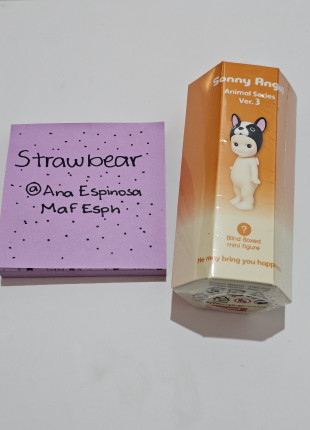 Strawbear
@Ana Espinosa
Maf Esph
Sonny Angel
Animal Series
Ver. 3
?
Blind Boxed
mini figure
He may bring you happi